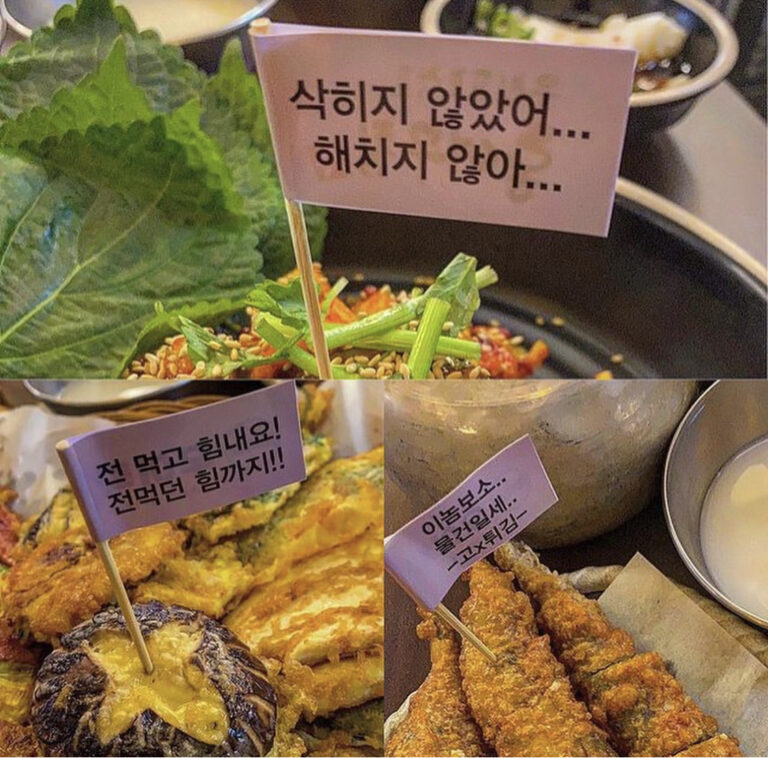 삭히지 않았어...
해치지 않아...
전 먹고 힘내요!
전먹던 힘까지!!
이놈보소..
물건일세..
-고x튀김-